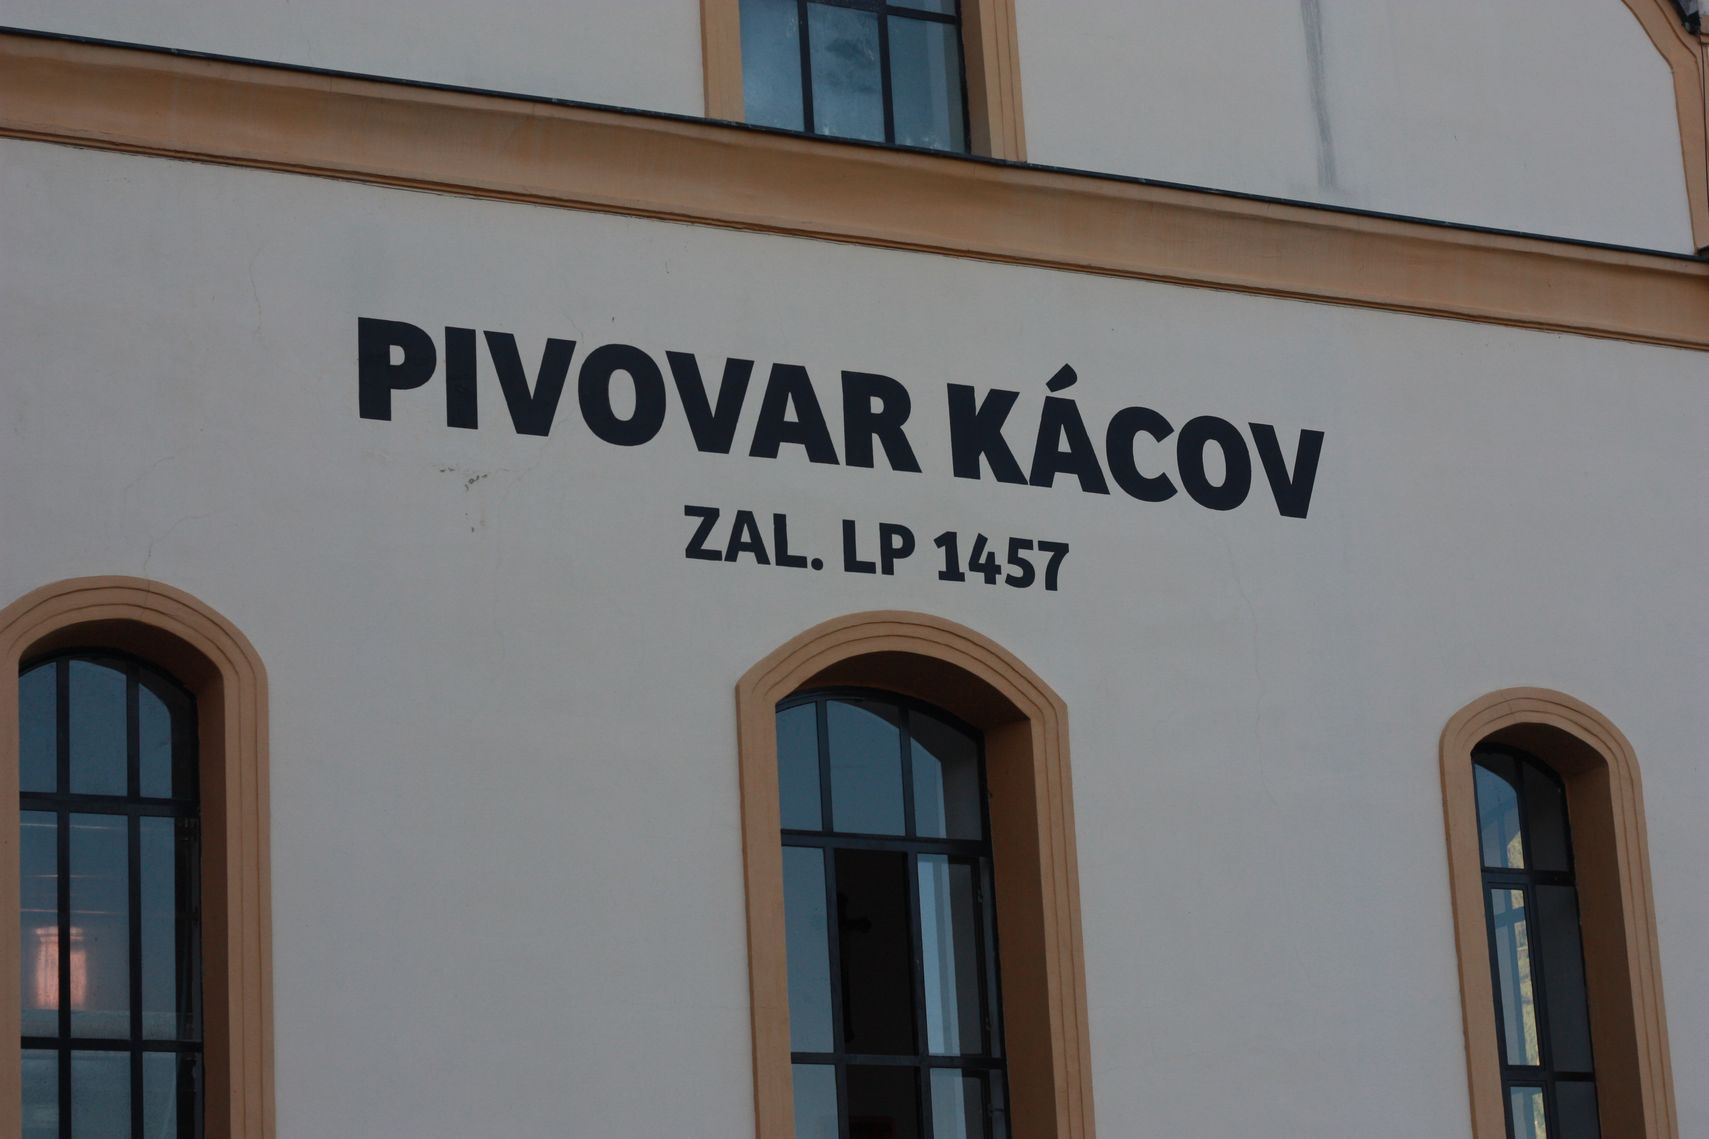 PIVOVAR KÁCOV
ZAL. LP 1457